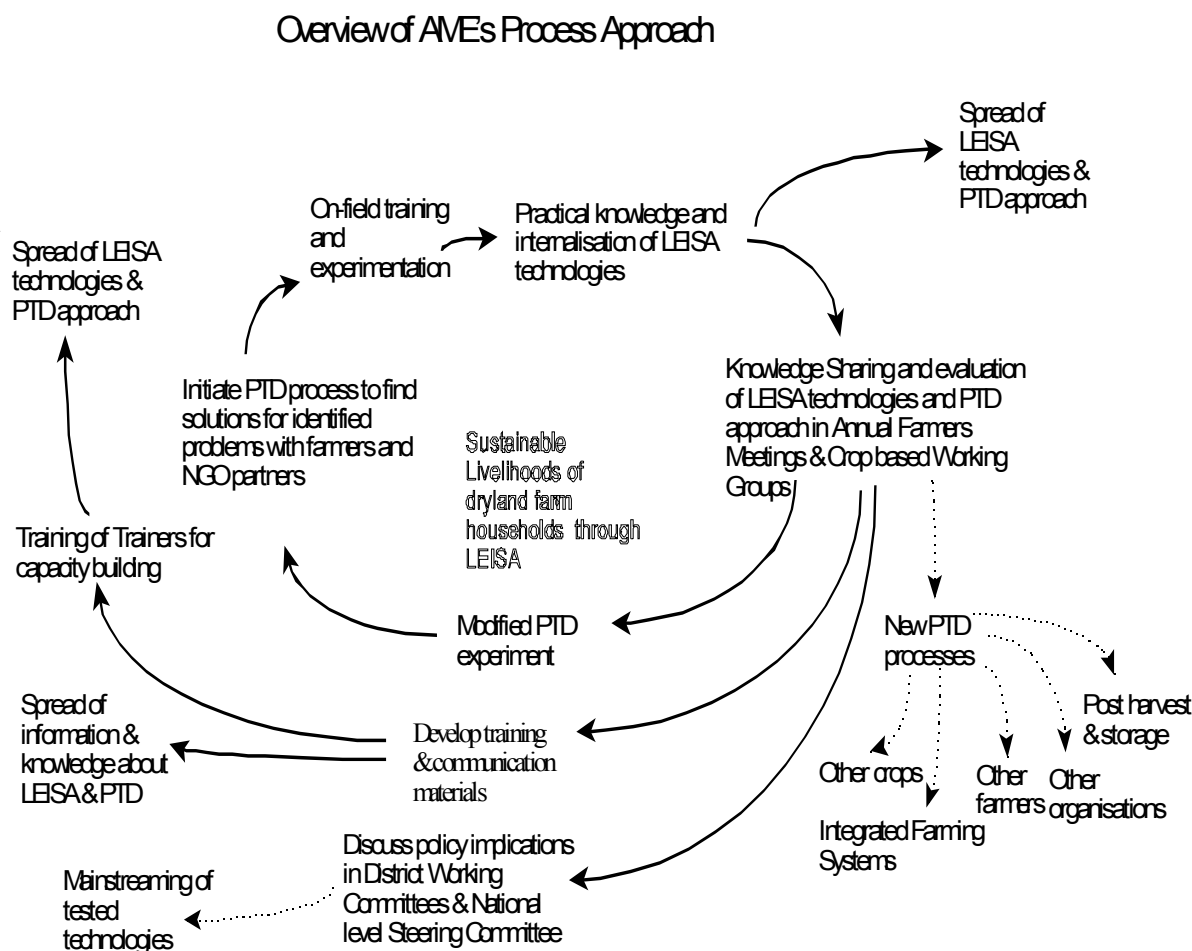 Overview of AME's Process Approach
Spread of
LEISA
technologies &
PTD approach
On-field training
and
experimentation
Practical knowledge and
internalisation of LEISA
technologies
Spread of LEISA
technologies &
PTD approach
Initiate PTD process to find
solutions for identified
problems with farmers and
NGO partners
Knowledge Sharing and evaluation
of LEISA technologies and PTD
approach in Annual Farmers
Meetings & Crop based Working
Groups
Sustainable
Livelihoods of
dryland farm
households through
LEISA
Training of Trainers for
capacity building
Modified PTD
experiment
New PTD
processes
Spread of
information &
knowledge about
LEISA & PTD
Develop training
& communication
materials
Post harvest
& storage
Other crops
Other
farmers
Other
organisations
Integrated Farming
Systems
Discuss policy implications
in District Working
Committees & National
level Steering Committee
Mainstreaming of
tested
technologies